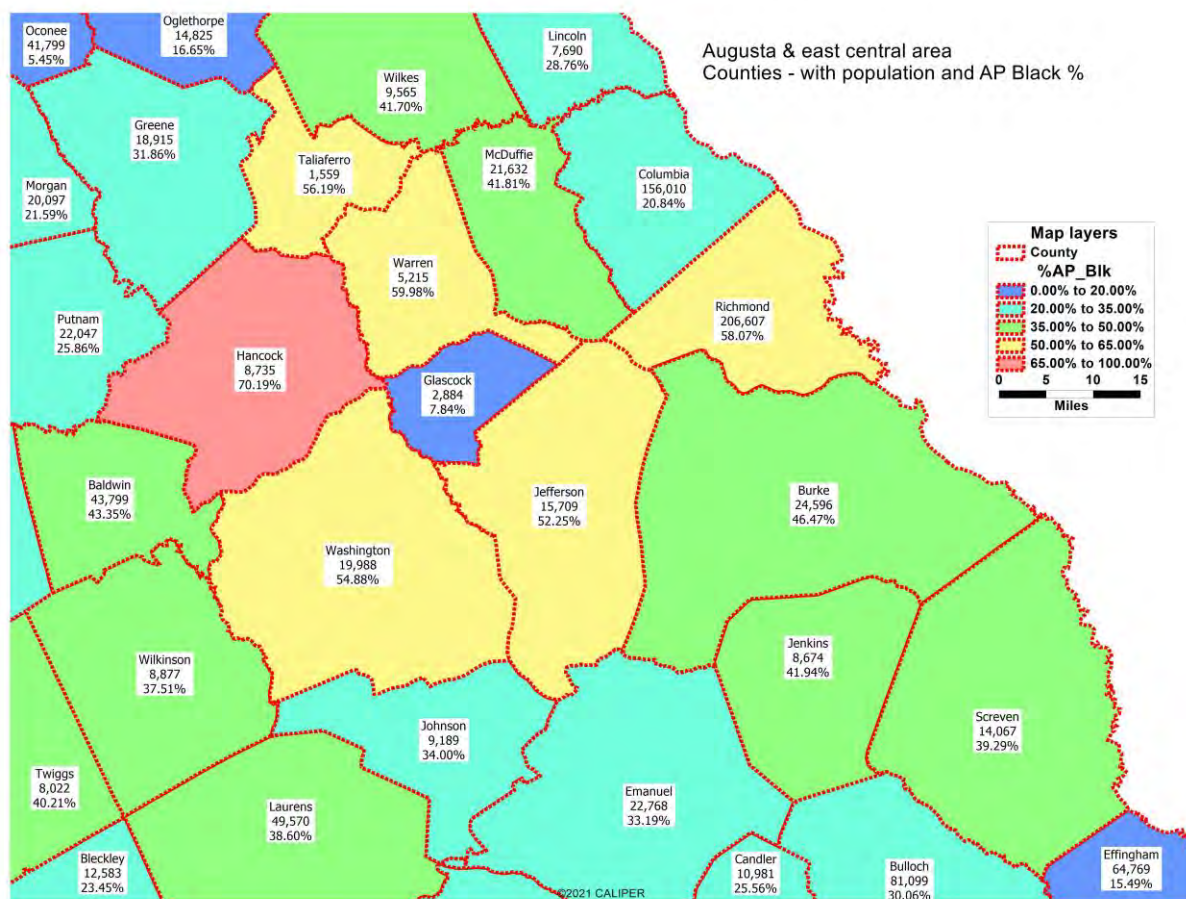 Augusta & east central area
Counties - with population and AP Black %
Oconee
41,799
5.45%
Oglethorpe
14,825
16.65%
Wilkes
9,565
41.70%
Lincoln
7,690
28.76%
Greene
18,915
31.86%
Taliaferro
1,559
56.19%
McDuffie
21,632
41.81%
Columbia
156,010
20.84%
Morgan
20,097
21.59%
Warren
5,215
59.98%
Richmond
206,607
58.07%
Putnam
22,047
25.86%
Hancock
8,735
70.19%
Glascock
2,884
7.84%
Map layers
County
%AP_Blk
0.00% to 20.00%
20.00% to 35.00%
35.00% to 50.00%
50.00% to 65.00%
65.00% to 100.00%
0 5 10 15
Miles
Baldwin
43,799
43.35%
Jefferson
15,709
52.25%
Burke
24,596
46.47%
Washington
19,988
54.88%
Jenkins
8,674
41.94%
Wilkinson
8,877
37.51%
Screven
14,067
39.29%
Johnson
9,189
34.00%
Twiggs
8,022
40.21%
Laurens
49,570
38.60%
Emanuel
22,768
33.19%
Bleckley
12,583
23.45%
Candler
10,981
25.56%
Bulloch
81,099
30.06%
Effingham
64,769
15.49%
©2021 CALIPER